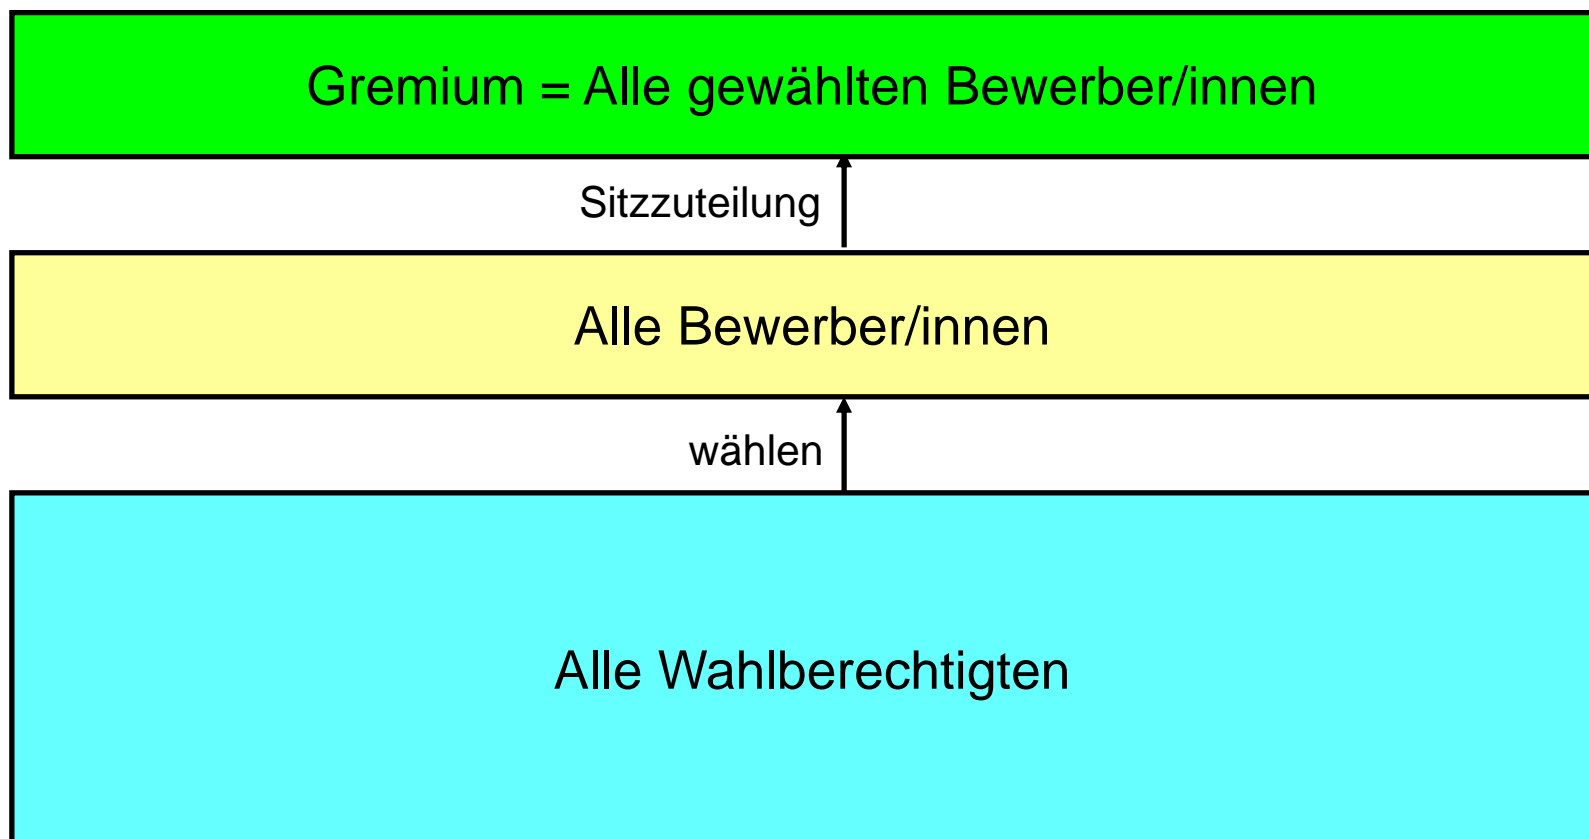 Gremium = Alle gewählten Bewerber/innen
Sitzzuteilung
Alle Bewerber/innen
wählen
Alle Wahlberechtigten